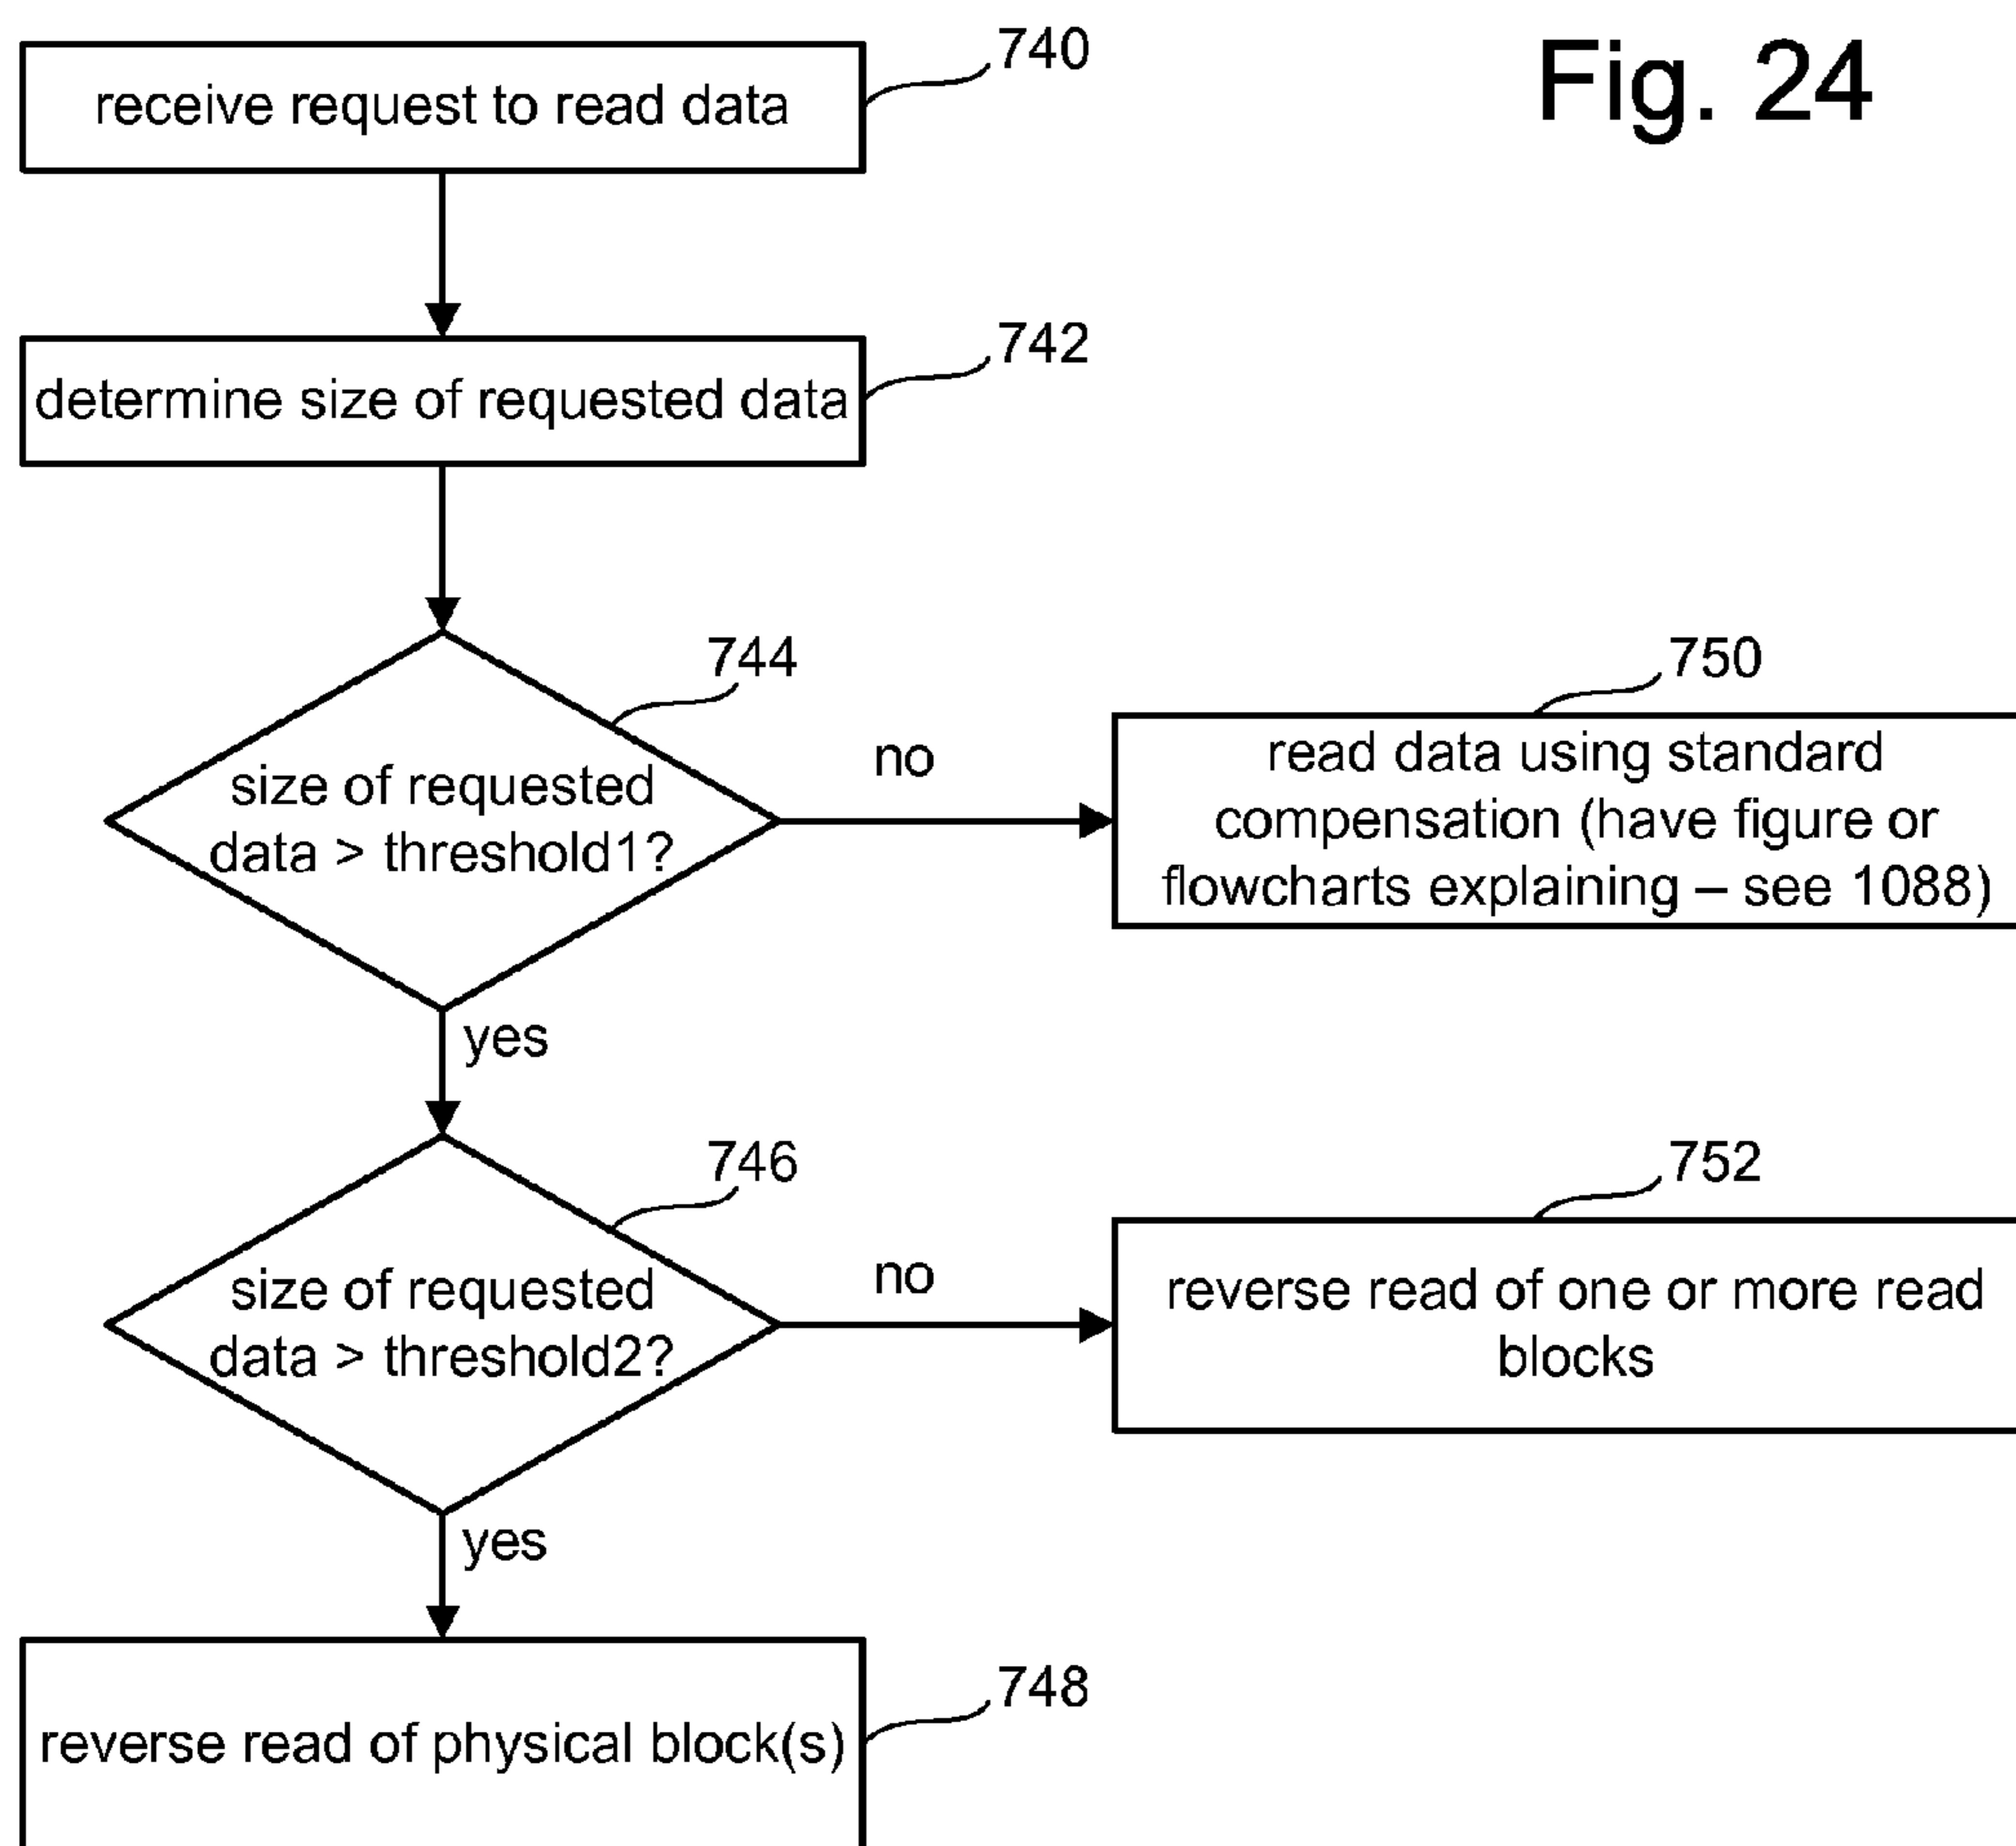 740
Fig. 24
receive request to read data
742
determine size of requested data
744
750
size of requested
data > threshold1?
no
read data using standard
compensation (have figure or
flowcharts explaining – see 1088)
yes
746
752
size of requested
data > threshold2?
no
reverse read of one or more read
blocks
yes
748
reverse read of physical block(s)